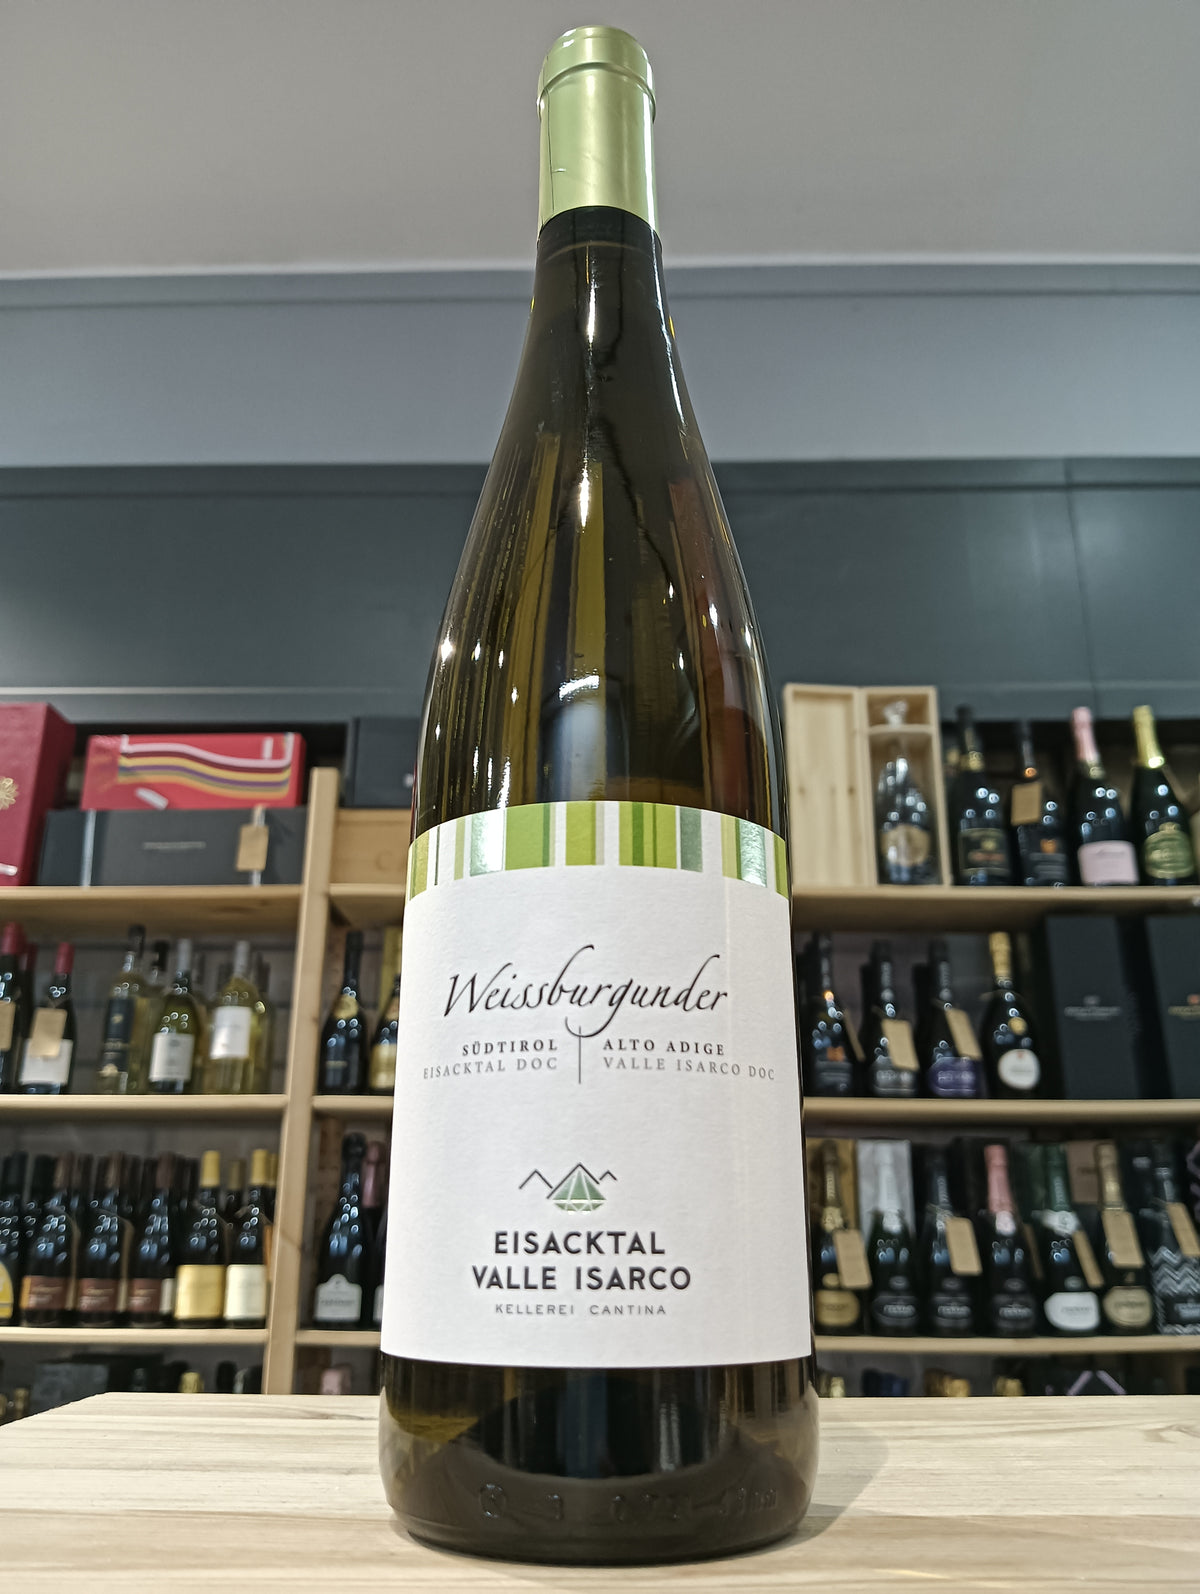 Weissburgunder
SÜDTIROL ALTO ADIGE
EISACKTAL DOC VALLE ISARCO DOC
EISACKTAL
VALLE ISARCO
KELLEREI CANTINA